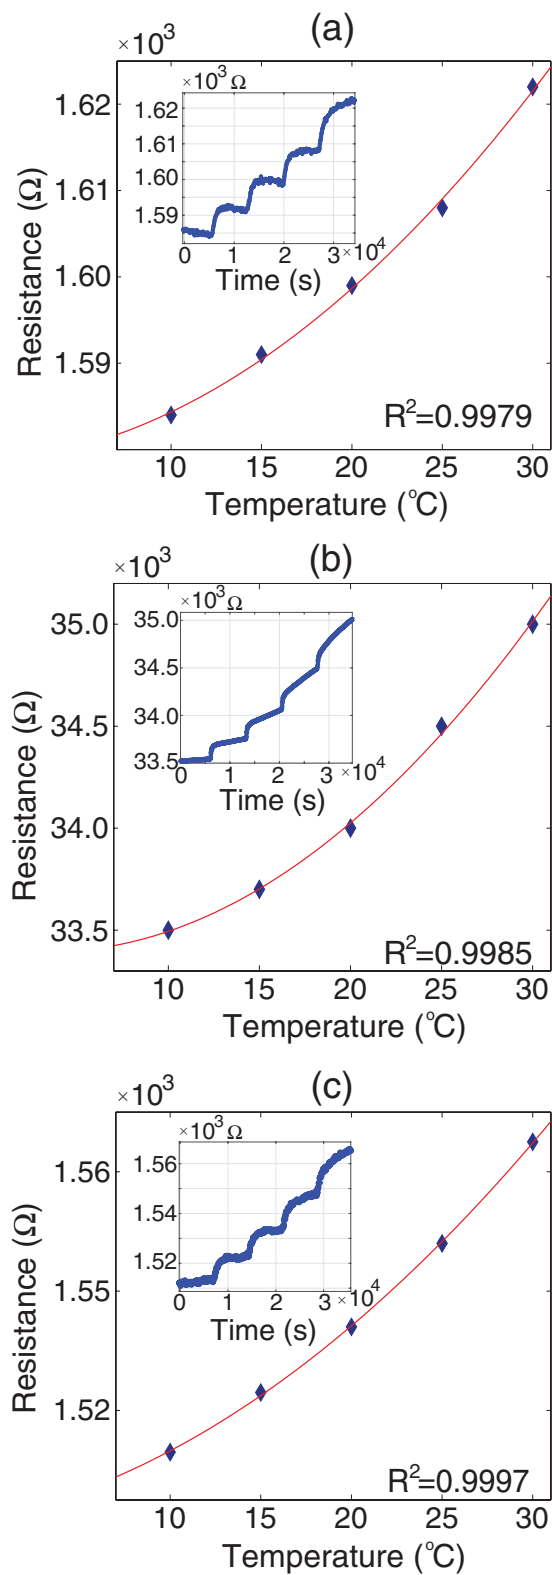 (a)
×10³
Resistance (Ω)
1.62
1.61
1.60
1.59
×10³ Ω
1.62
1.61
1.60
1.59
0 1 2 3 ×10⁴
Time (s)
R²=0.9979
10 15 20 25 30
Temperature (°C)
(b)
×10³
Resistance (Ω)
35.0
34.5
34.0
33.5
×10³ Ω
35.0
34.5
34.0
33.5
0 1 2 3 ×10⁴
Time (s)
R²=0.9985
10 15 20 25 30
Temperature (°C)
(c)
×10³
Resistance (Ω)
1.56
1.55
1.52
×10³ Ω
1.56
1.54
1.52
0 1 2 3 ×10⁴
Time (s)
R²=0.9997
10 15 20 25 30
Temperature (°C)